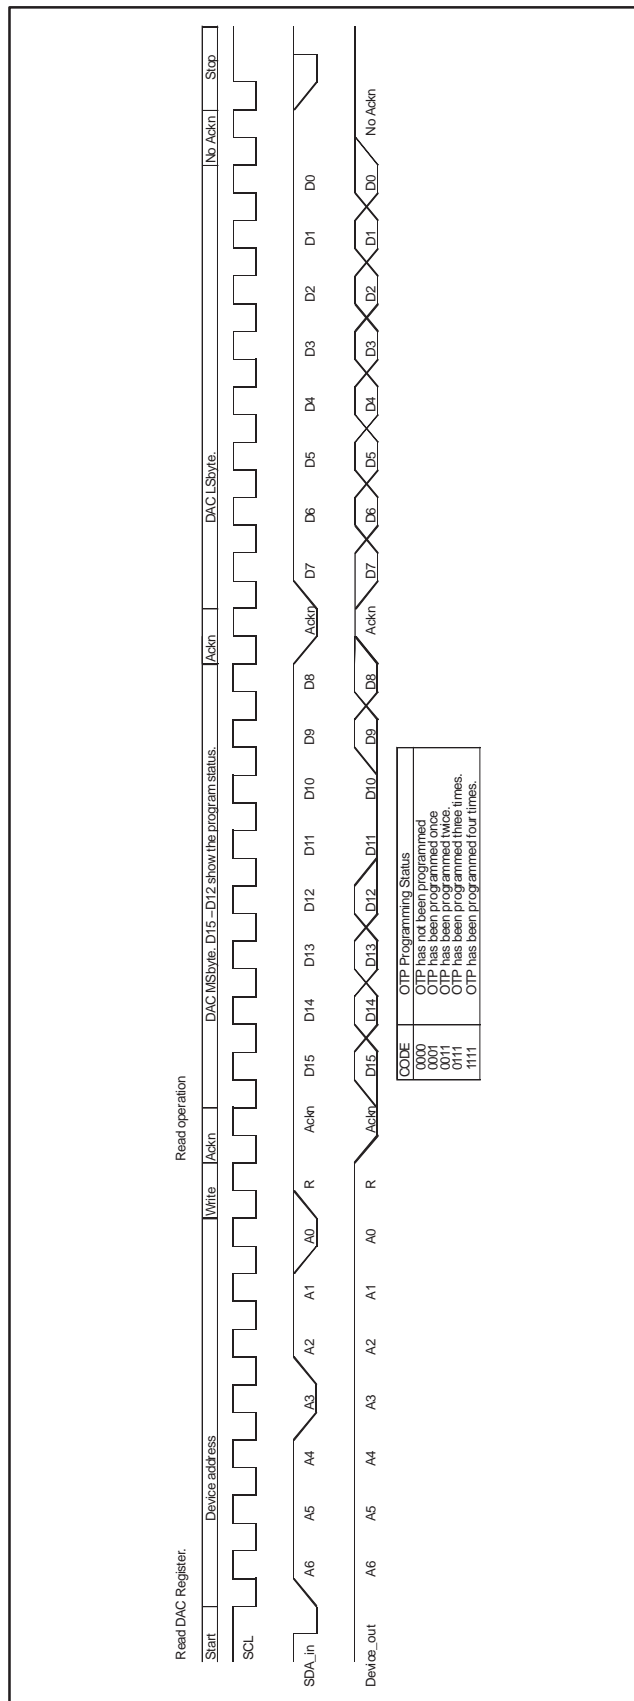 Read DAC Register.
Read operation
Start Device address Write Ackn DAC MSbyte. D15 – D12 show the program status. Ackn DAC LSbyte. No Ackn Stop
SCL
SDA_in A6 A5 A4 A3 A2 A1 A0 R Ackn D15 D14 D13 D12 D11 D10 D9 D8 Ackn D7 D6 D5 D4 D3 D2 D1 D0
Device_out A6 A5 A4 A3 A2 A1 A0 R Ackn D15 D14 D13 D12 D11 D10 D9 D8 Ackn D7 D6 D5 D4 D3 D2 D1 D0 No Ackn
CODE OTP Programming Status
0000 OTP has not been programmed
0001 OTP has been programmed once
0011 OTP has been programmed twice.
0111 OTP has been programmed three times.
1111 OTP has been programmed four times.